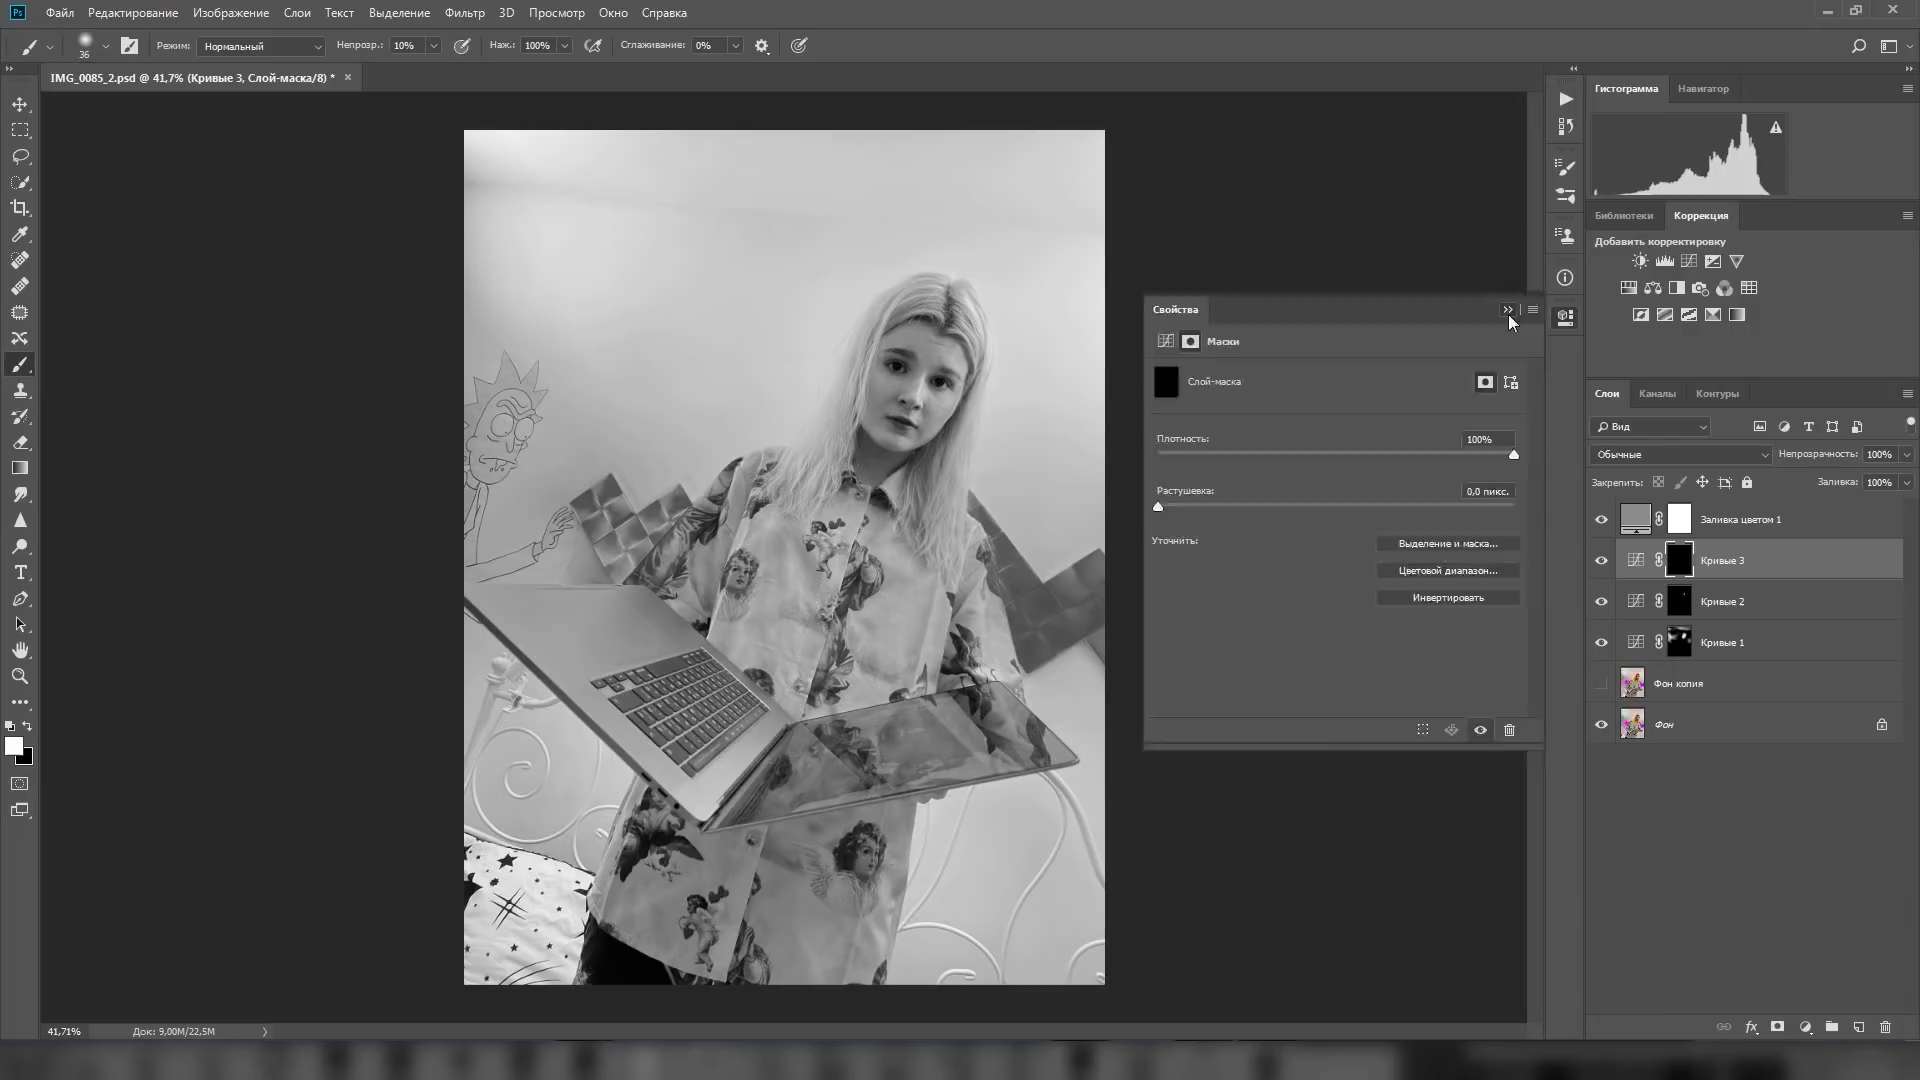 Ps Файл Редактирование Изображение Слои Текст Выделение Фильтр 3D Просмотр Окно Справка
36 Режим: Нормальный Непрозр.: 10% Наж.: 100% Сглаживание: 0%
IMG_0085_2.psd @ 41,7% (Кривые 3, Слой-маска/8) * ×
Гистограмма Навигатор
Библиотеки Коррекция
Добавить корректировку
Свойства
Маски
Слой-маска
Плотность: 100%
Растушевка: 0,0 пикс.
Уточнить: Выделение и маска...
Цветовой диапазон...
Инвертировать
Слои Каналы Контуры
Вид
Обычные Непрозрачность: 100%
Закрепить: Заливка: 100%
Заливка цветом 1
Кривые 3
Кривые 2
Кривые 1
Фон копия
Фон
41,71% Док: 9,00M/22,5M